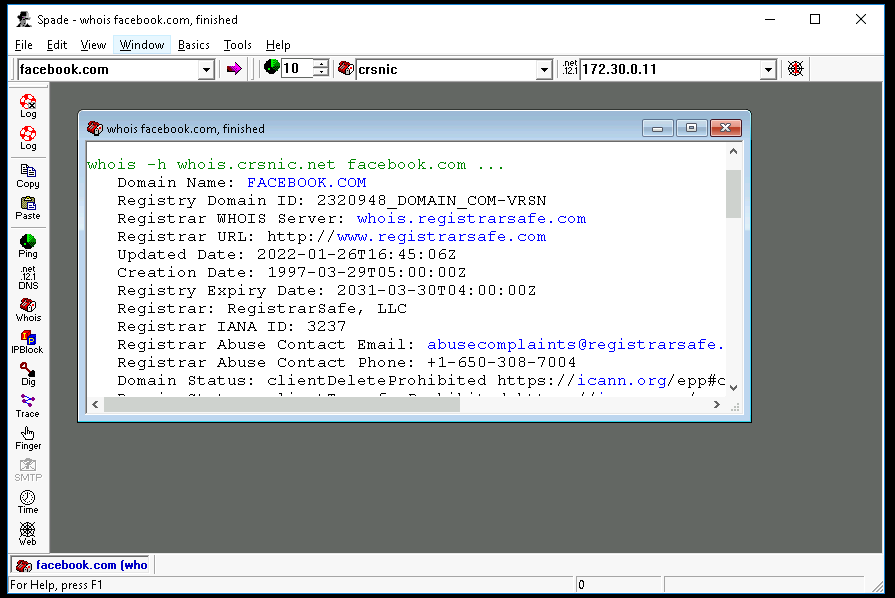 Spade - whois facebook.com, finished
File Edit View Window Basics Tools Help
facebook.com 10 crsnic .net 12.1 172.30.0.11
Log
Log
Copy
Paste
Ping
.net
12.1
DNS
Whois
IP
IPBlock
Dig
Trace
Finger
SMTP
Time
Web
whois facebook.com, finished
whois -h whois.crsnic.net facebook.com ...
Domain Name: FACEBOOK.COM
Registry Domain ID: 2320948_DOMAIN_COM-VRSN
Registrar WHOIS Server: whois.registrarsafe.com
Registrar URL: http://www.registrarsafe.com
Updated Date: 2022-01-26T16:45:06Z
Creation Date: 1997-03-29T05:00:00Z
Registry Expiry Date: 2031-03-30T04:00:00Z
Registrar: RegistrarSafe, LLC
Registrar IANA ID: 3237
Registrar Abuse Contact Email: abusecomplaints@registrarsafe.
Registrar Abuse Contact Phone: +1-650-308-7004
Domain Status: clientDeleteProhibited https://icann.org/epp#c
facebook.com (who
For Help, press F1 0